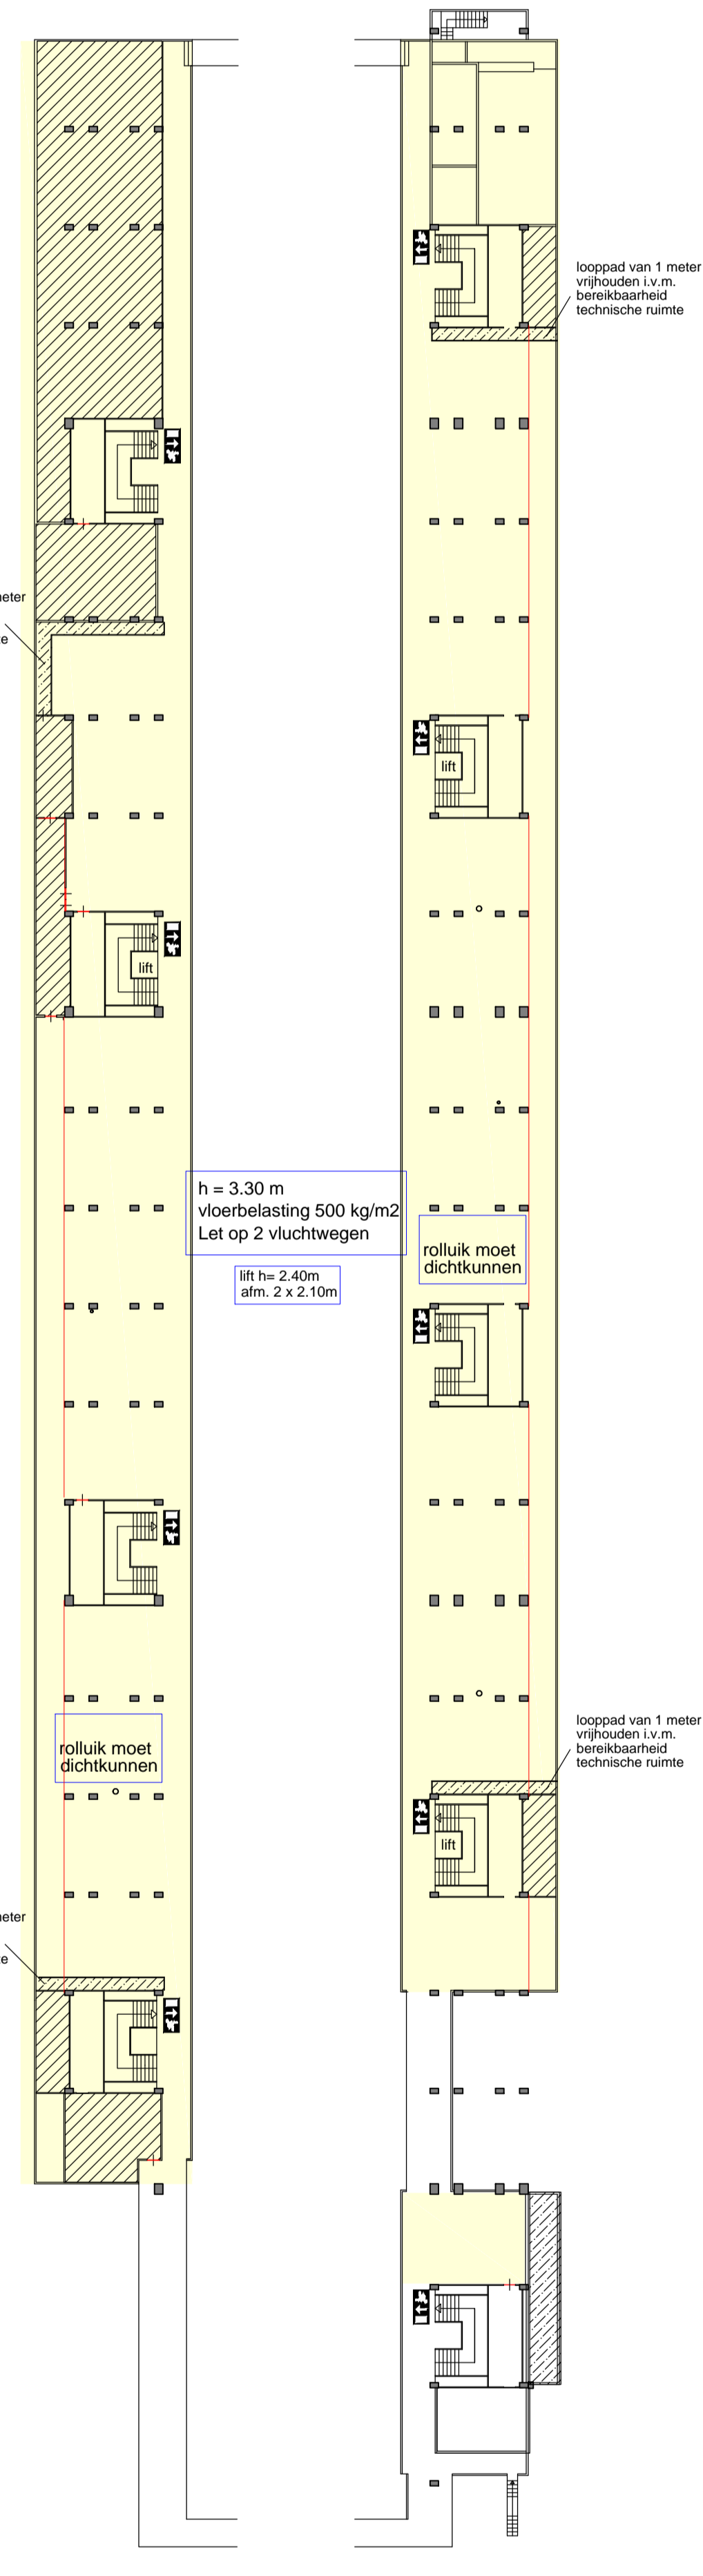 looppad van 1 meter
vrijhouden i.v.m.
bereikbaarheid
technische ruimte
lift
lift
h = 3.30 m
vloerbelasting 500 kg/m2
Let op 2 vluchtwegen
rolluik moet
dichtkunnen
lift h= 2.40m
afm. 2 x 2.10m
rolluik moet
dichtkunnen
looppad van 1 meter
vrijhouden i.v.m.
bereikbaarheid
technische ruimte
lift